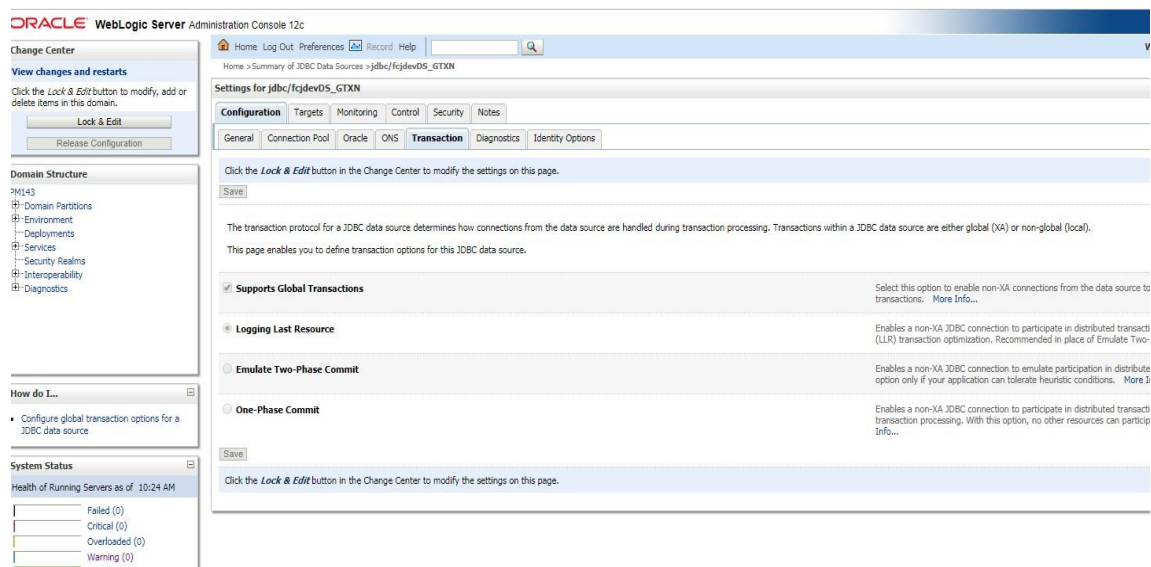 ORACLE WebLogic Server Administration Console 12c
Change Center
View changes and restarts
Click the Lock & Edit button to modify, add or
delete items in this domain.
Lock & Edit
Release Configuration
Domain Structure
PM143
Domain Partitions
Environment
Deployments
Services
Security Realms
Interoperability
Diagnostics
How do I...
Configure global transaction options for a
JDBC data source
System Status
Health of Running Servers as of 10:24 AM
Failed (0)
Critical (0)
Overloaded (0)
Warning (0)
Home Log Out Preferences Record Help
W
Home >Summary of JDBC Data Sources >jdbc/fcjdevDS_GTXN
Settings for jdbc/fcjdevDS_GTXN
Configuration Targets Monitoring Control Security Notes
General Connection Pool Oracle ONS Transaction Diagnostics Identity Options
Click the Lock & Edit button in the Change Center to modify the settings on this page.
Save
The transaction protocol for a JDBC data source determines how connections from the data source are handled during transaction processing. Transactions within a JDBC data source are either global (XA) or non-global (local).
This page enables you to define transaction options for this JDBC data source.
Supports Global Transactions
Select this option to enable non-XA connections from the data source to
transactions. More Info...
Logging Last Resource
Enables a non-XA JDBC connection to participate in distributed transacti
(LLR) transaction optimization. Recommended in place of Emulate Two-
Emulate Two-Phase Commit
Enables a non-XA JDBC connection to emulate participation in distribute
option only if your application can tolerate heuristic conditions. More I
One-Phase Commit
Enables a non-XA JDBC connection to participate in distributed transacti
transaction processing. With this option, no other resources can particip
Info...
Save
Click the Lock & Edit button in the Change Center to modify the settings on this page.